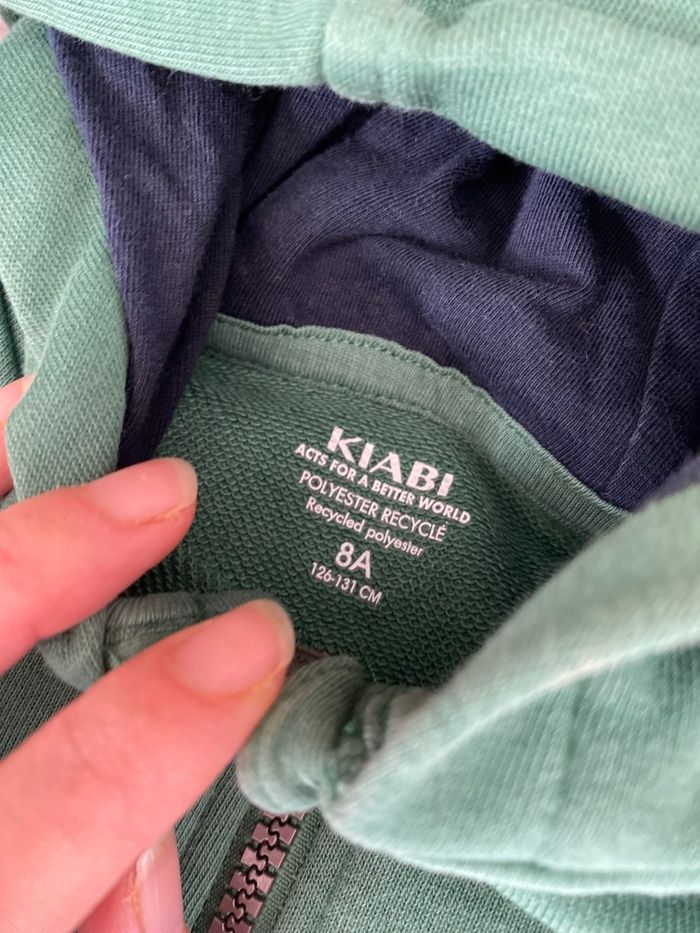 KIABI
ACTS FOR A BETTER WORLD
POLYESTER RECYCLÉ
Recycled polyester
8A
126-131 CM